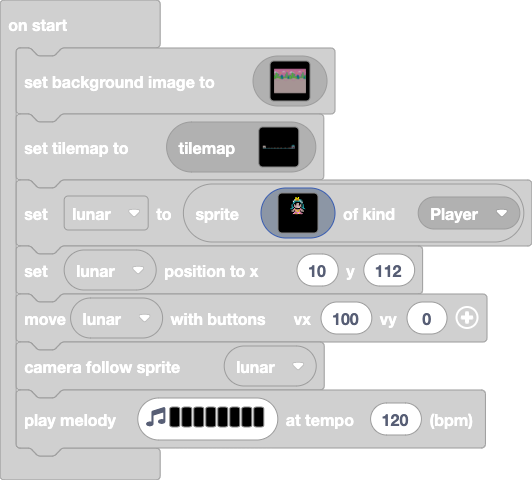 on start
set background image to
set tilemap to tilemap
set lunar to sprite of kind Player
set lunar position to x 10 y 112
move lunar with buttons vx 100 vy 0
camera follow sprite lunar
play melody at tempo 120 (bpm)